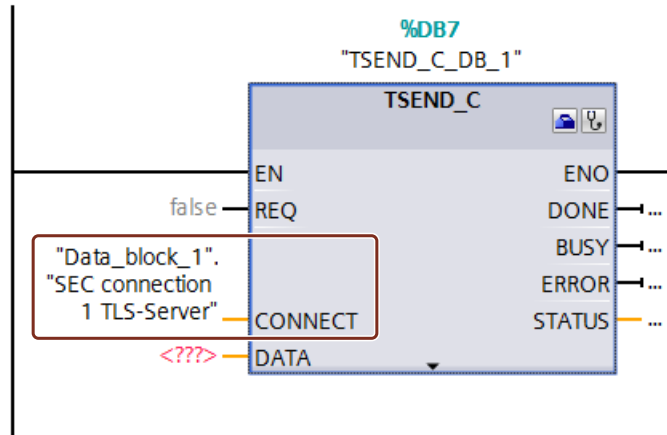 %DB7
"TSEND_C_DB_1"
TSEND_C
EN
ENO
false
REQ
DONE
...
"Data_block_1".
"SEC connection
1 TLS-Server"
CONNECT
BUSY
...
ERROR
...
STATUS
...
<???>
DATA